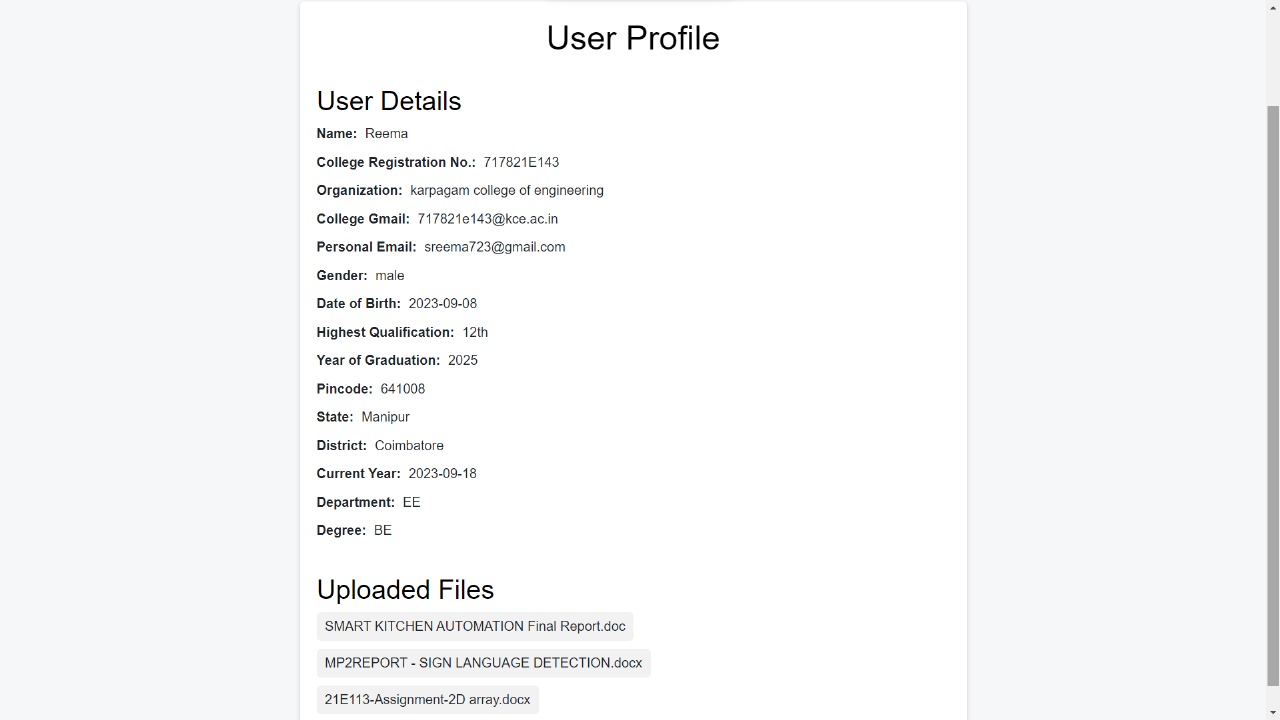 User Profile
User Details
Name: Reema
College Registration No.: 717821E143
Organization: karpagam college of engineering
College Gmail: 717821e143@kce.ac.in
Personal Email: sreema723@gmail.com
Gender: male
Date of Birth: 2023-09-08
Highest Qualification: 12th
Year of Graduation: 2025
Pincode: 641008
State: Manipur
District: Coimbatore
Current Year: 2023-09-18
Department: EE
Degree: BE
Uploaded Files
SMART KITCHEN AUTOMATION Final Report.doc
MP2REPORT - SIGN LANGUAGE DETECTION.docx
21E113-Assignment-2D array.docx